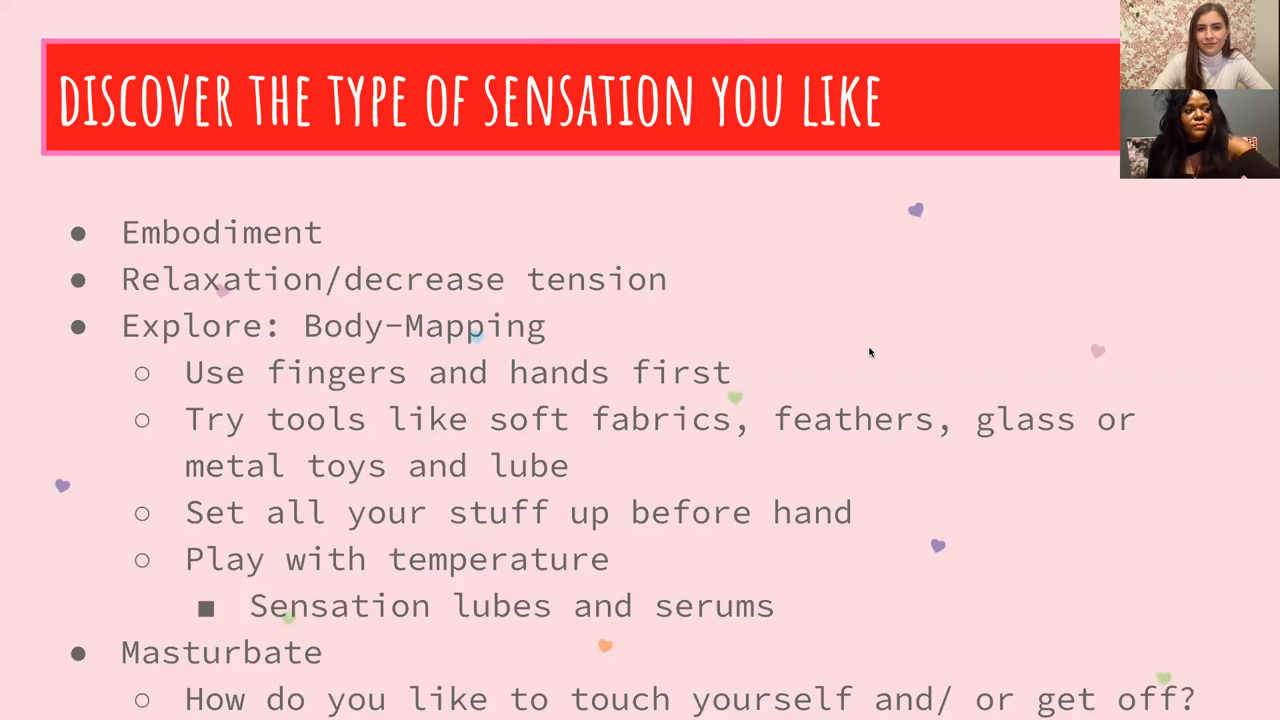 DISCOVER THE TYPE OF SENSATION YOU LIKE
● Embodiment
● Relaxation/decrease tension
● Explore: Body-Mapping
○ Use fingers and hands first
○ Try tools like soft fabrics, feathers, glass or
metal toys and lube
○ Set all your stuff up before hand
○ Play with temperature
■ Sensation lubes and serums
● Masturbate
○ How do you like to touch yourself and/ or get off?